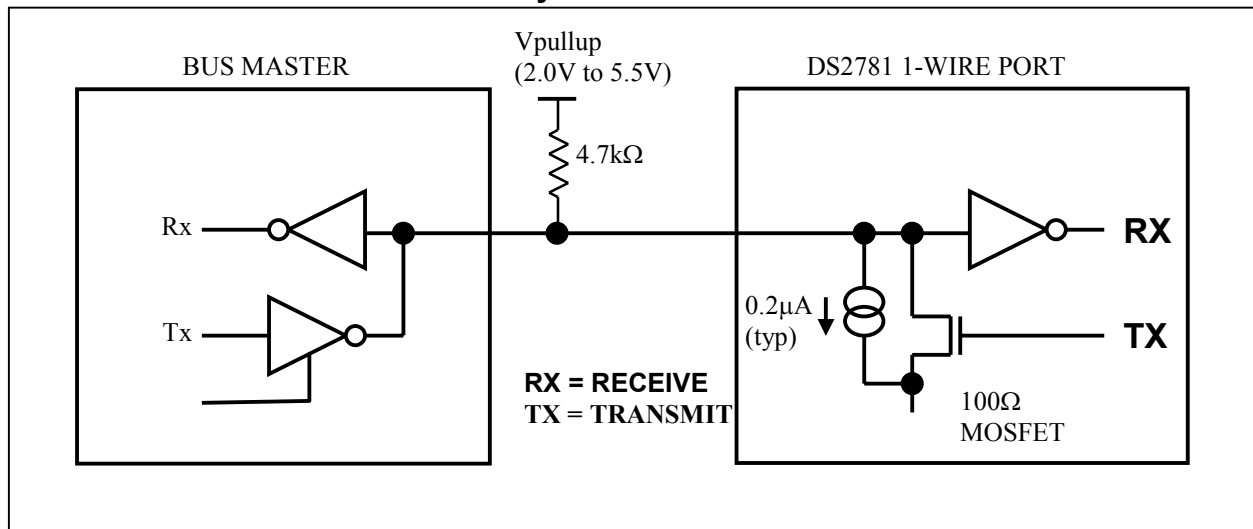 Vpullup
(2.0V to 5.5V)
BUS MASTER
DS2781 1-WIRE PORT
4.7kΩ
Rx
RX
0.2µA
(typ)
Tx
TX
RX = RECEIVE
TX = TRANSMIT
100Ω
MOSFET